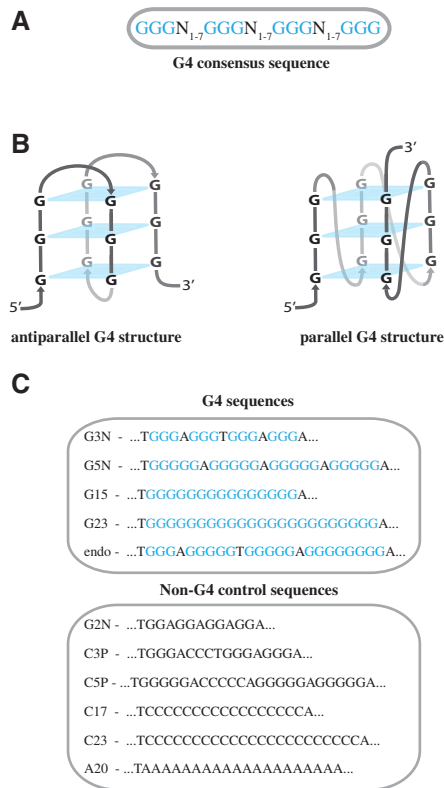 A
GGGN1-7GGGN1-7GGGN1-7GGG
G4 consensus sequence
B
3'
G G G G
G G G G
G G G G
5' 3'
antiparallel G4 structure
G G G G
G G G G
G G G G
5'
parallel G4 structure
C
G4 sequences
G3N - ...TGGGAGGGTGGGAGGGA...
G5N - ...TGGGGGAGGGGGAGGGGGAGGGGGA...
G15 - ...TGGGGGGGGGGGGGGGA...
G23 - ...TGGGGGGGGGGGGGGGGGGGGGGGA...
endo - ...TGGGAGGGGGTGGGGGAGGGGGGGGA...
Non-G4 control sequences
G2N - ...TGGAGGAGGAGGA...
C3P - ...TGGGACCCTGGGAGGGA...
C5P - ...TGGGGGACCCCCAGGGGGAGGGGGA...
C17 - ...TCCCCCCCCCCCCCCCCCA...
C23 - ...TCCCCCCCCCCCCCCCCCCCCCCCA...
A20 - ...TAAAAAAAAAAAAAAAAAAAA...